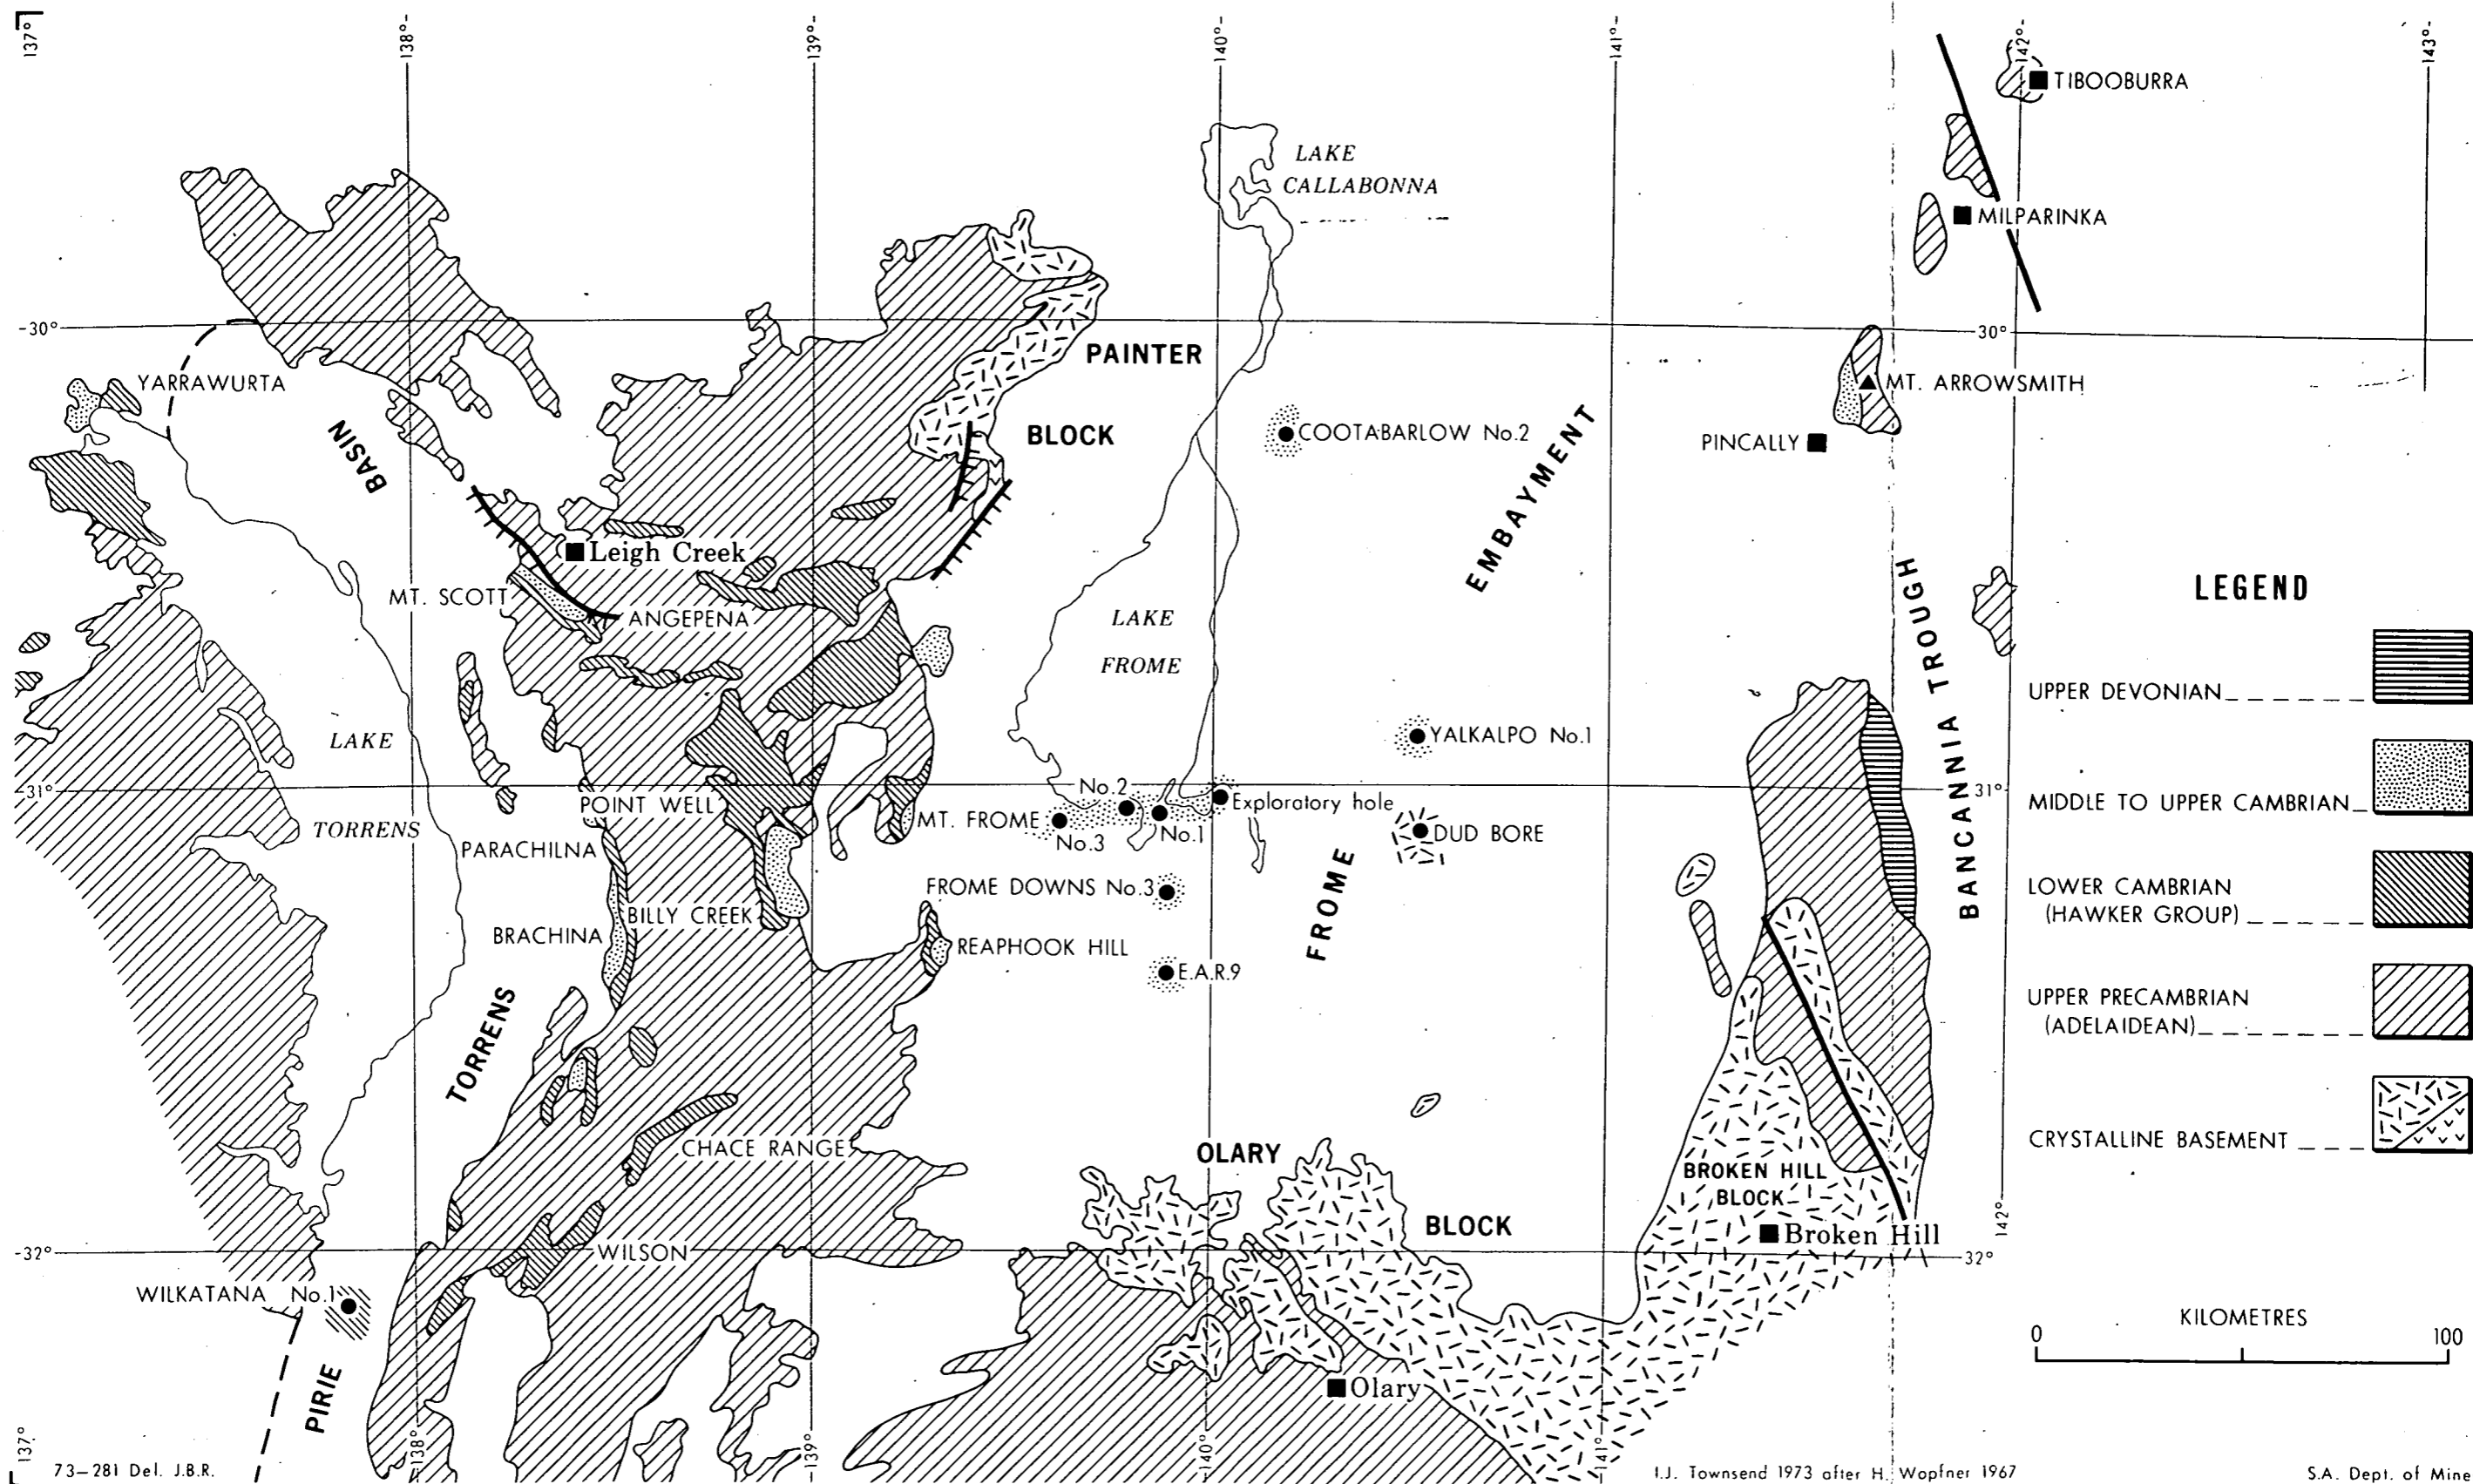 137°
138°
139°
140°
141°
142°
143°
TIBOOBURRA
LAKE
CALLABONNA
MILPARINKA
-30°
30°
PAINTER
BLOCK
YARRAWURTA
MT. ARROWSMITH
BASIN
COOTABARLOW No.2
PINCALLY
EMBAYMENT
Leigh Creek
MT. SCOTT
ANGEPENA
LAKE
FROME
BANCANNIA TROUGH
LEGEND
UPPER DEVONIAN
LAKE
TORRENS
YALKALPO No.1
-31°
31°
POINT WELL
No.2
Exploratory hole
MIDDLE TO UPPER CAMBRIAN
MT. FROME
No.3
No.1
DUD BORE
PARACHILNA
FROME DOWNS No.3
LOWER CAMBRIAN
(HAWKER GROUP)
BILLY CREEK
BRACHINA
REAPHOOK HILL
FROME
E.A.R.9
UPPER PRECAMBRIAN
(ADELAIDEAN)
TORRENS
CHACE RANGE
OLARY
BLOCK
BROKEN HILL
BLOCK
CRYSTALLINE BASEMENT
Broken Hill
142°
-32°
32°
WILSON
WILKATANA No.1
KILOMETRES
0
100
PIRIE
Olary
137°
138°
139°
140°
141°
73-281 Del. J.B.R.
I.J. Townsend 1973 after H. Wopfner 1967
S.A. Dept. of Mine